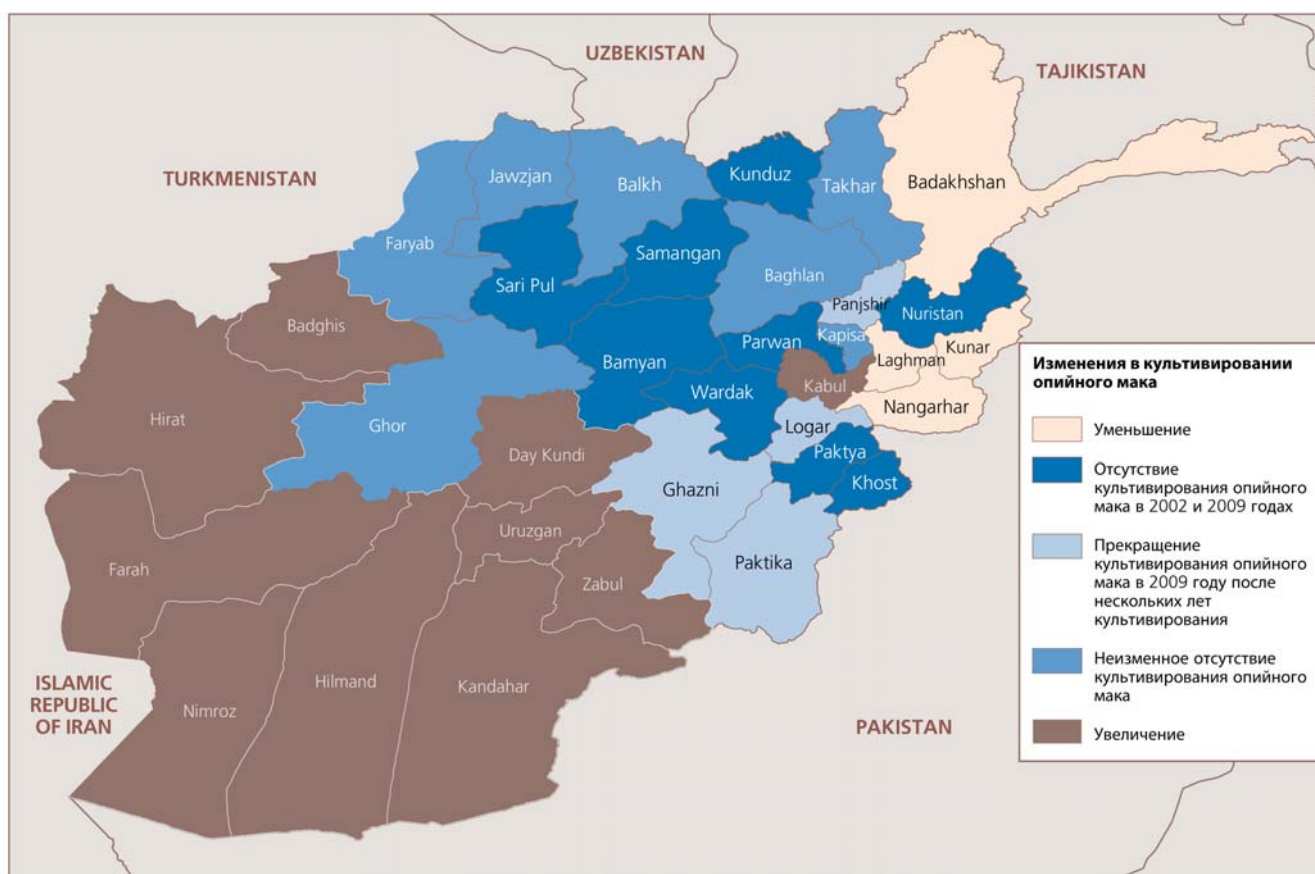 UZBEKISTAN
TAJIKISTAN
TURKMENISTAN
Jawzjan
Balkh
Kunduz
Takhar
Badakhshan
Faryab
Samangan
Sari Pul
Baghlan
Panjshir
Nuristan
Badghis
Kapisa
Parwan
Laghman
Kunar
Bamyan
Kabul
Wardak
Nangarhar
Hirat
Ghor
Logar
Day Kundi
Paktya
Khost
Ghazni
Uruzgan
Farah
Zabul
Paktika
ISLAMIC
REPUBLIC
OF IRAN
Hilmand
Kandahar
Nimroz
PAKISTAN
Изменения в культивировании
опийного мака
Уменьшение
Отсутствие
культивирования опийного
мака в 2002 и 2009 годах
Прекращение
культивирования опийного
мака в 2009 году после
нескольких лет
культивирования
Неизменное отсутствие
культивирования опийного
мака
Увеличение